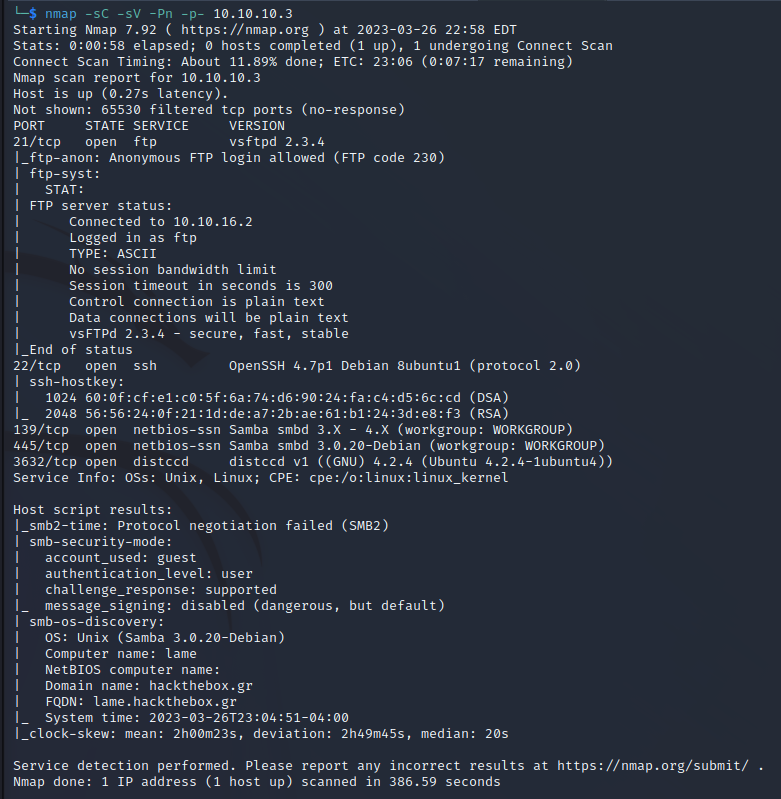 └─$ nmap -sC -sV -Pn -p- 10.10.10.3
Starting Nmap 7.92 ( https://nmap.org ) at 2023-03-26 22:58 EDT
Stats: 0:00:58 elapsed; 0 hosts completed (1 up), 1 undergoing Connect Scan
Connect Scan Timing: About 11.89% done; ETC: 23:06 (0:07:17 remaining)
Nmap scan report for 10.10.10.3
Host is up (0.27s latency).
Not shown: 65530 filtered tcp ports (no-response)
PORT     STATE SERVICE     VERSION
21/tcp   open  ftp         vsftpd 2.3.4
|_ftp-anon: Anonymous FTP login allowed (FTP code 230)
| ftp-syst:
|   STAT:
| FTP server status:
|      Connected to 10.10.16.2
|      Logged in as ftp
|      TYPE: ASCII
|      No session bandwidth limit
|      Session timeout in seconds is 300
|      Control connection is plain text
|      Data connections will be plain text
|      vsFTPd 2.3.4 - secure, fast, stable
|_End of status
22/tcp   open  ssh         OpenSSH 4.7p1 Debian 8ubuntu1 (protocol 2.0)
| ssh-hostkey:
|   1024 60:0f:cf:e1:c0:5f:6a:74:d6:90:24:fa:c4:d5:6c:cd (DSA)
|_  2048 56:56:24:0f:21:1d:de:a7:2b:ae:61:b1:24:3d:e8:f3 (RSA)
139/tcp  open  netbios-ssn Samba smbd 3.X - 4.X (workgroup: WORKGROUP)
445/tcp  open  netbios-ssn Samba smbd 3.0.20-Debian (workgroup: WORKGROUP)
3632/tcp open  distccd     distccd v1 ((GNU) 4.2.4 (Ubuntu 4.2.4-1ubuntu4))
Service Info: OSs: Unix, Linux; CPE: cpe:/o:linux:linux_kernel

Host script results:
|_smb2-time: Protocol negotiation failed (SMB2)
| smb-security-mode:
|   account_used: guest
|   authentication_level: user
|   challenge_response: supported
|_  message_signing: disabled (dangerous, but default)
| smb-os-discovery:
|   OS: Unix (Samba 3.0.20-Debian)
|   Computer name: lame
|   NetBIOS computer name:
|   Domain name: hackthebox.gr
|   FQDN: lame.hackthebox.gr
|_  System time: 2023-03-26T23:04:51-04:00
|_clock-skew: mean: 2h00m23s, deviation: 2h49m45s, median: 20s

Service detection performed. Please report any incorrect results at https://nmap.org/submit/ .
Nmap done: 1 IP address (1 host up) scanned in 386.59 seconds